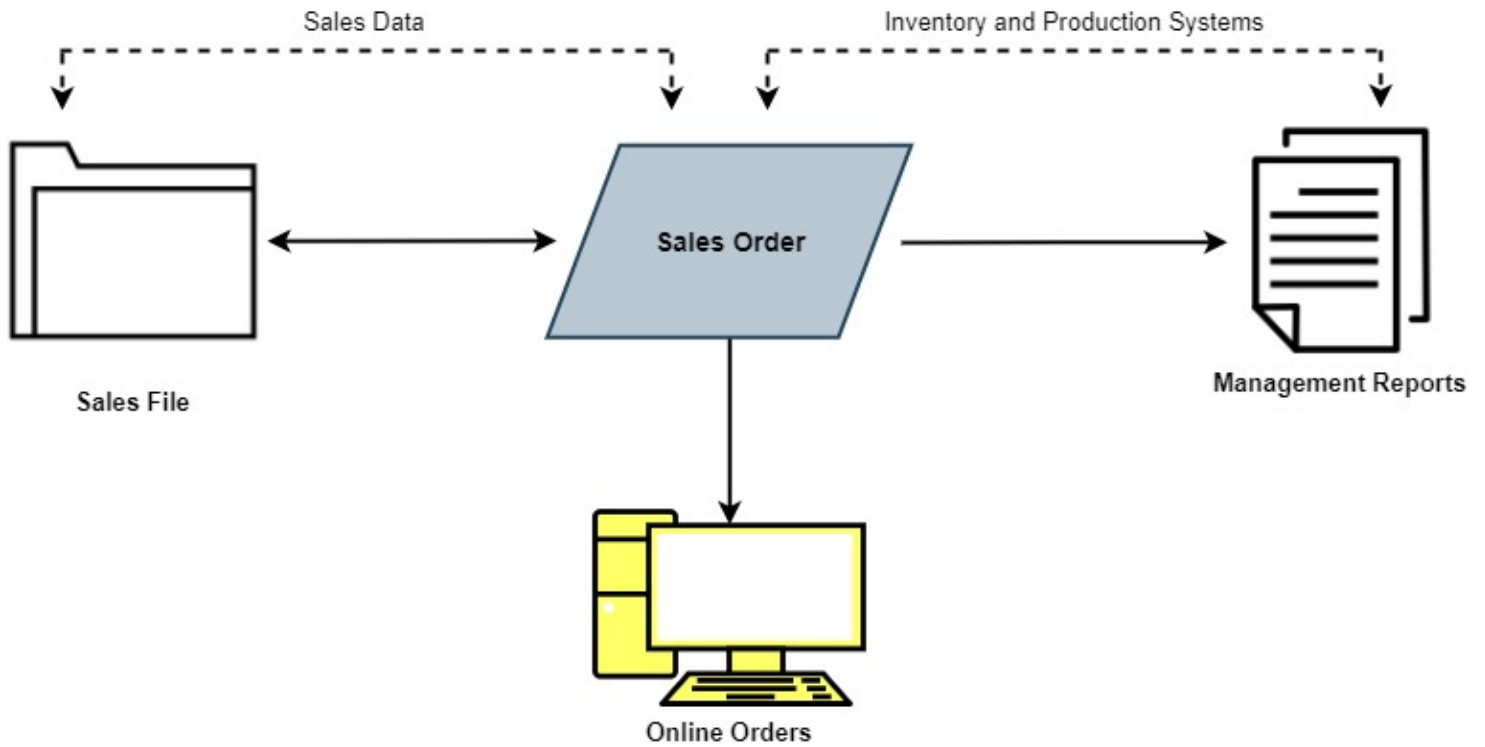 Sales Data
Inventory and Production Systems
Sales Order
Sales File
Management Reports
Online Orders